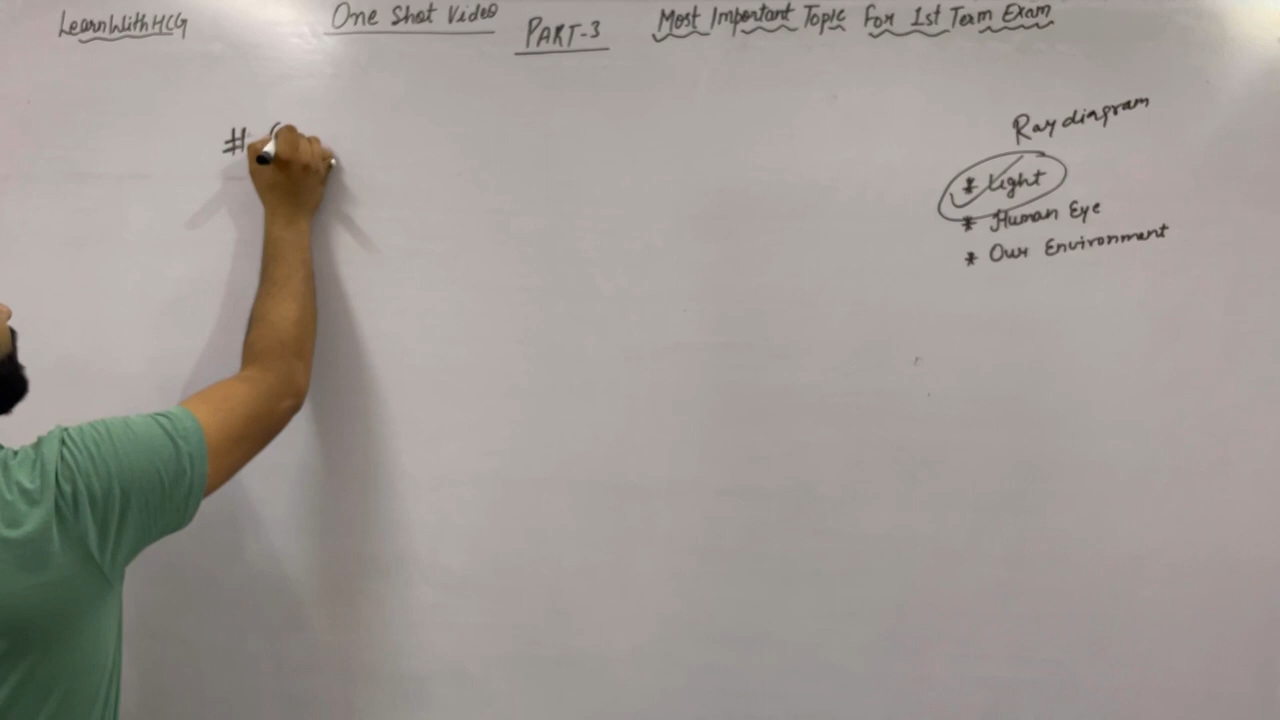 LearnWithHCG One Shot Video PART-3 Most Important Topic For 1st Term Exam
Ray diagram
* Light
* Human Eye
* Our Environment
#